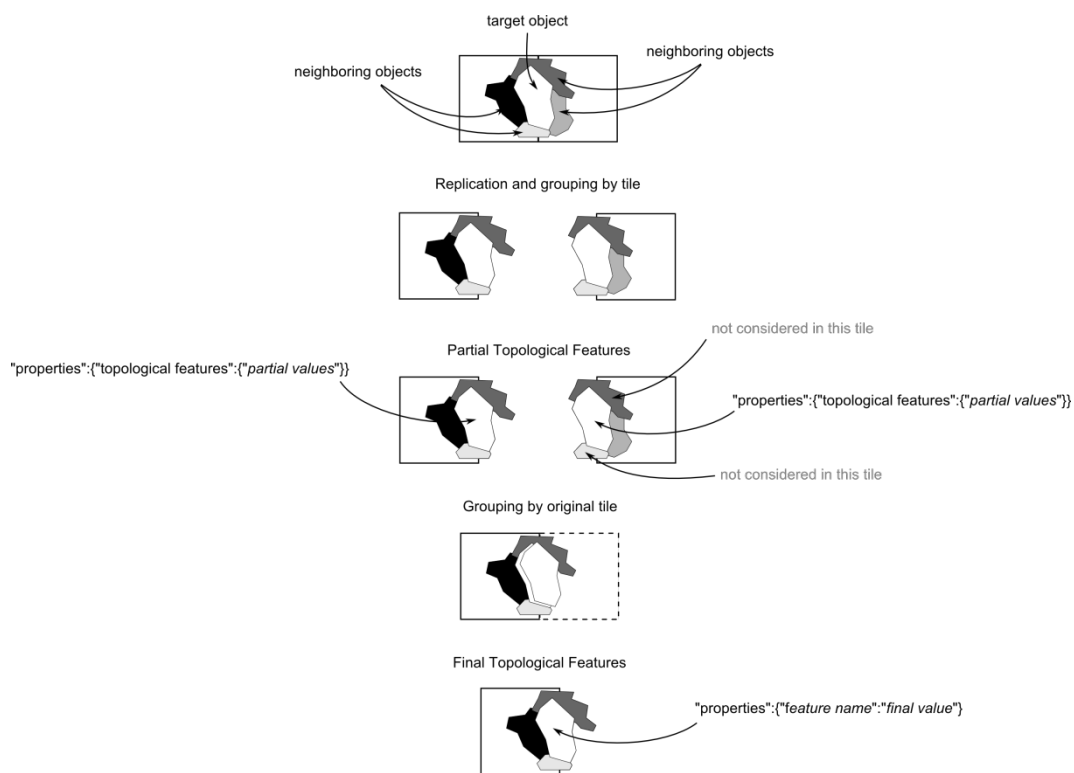 target object
neighboring objects
neighboring objects
Replication and grouping by tile
not considered in this tile
Partial Topological Features
"properties":{"topological features":{"partial values"}}
"properties":{"topological features":{"partial values"}}
not considered in this tile
Grouping by original tile
Final Topological Features
"properties":{"feature name":"final value"}